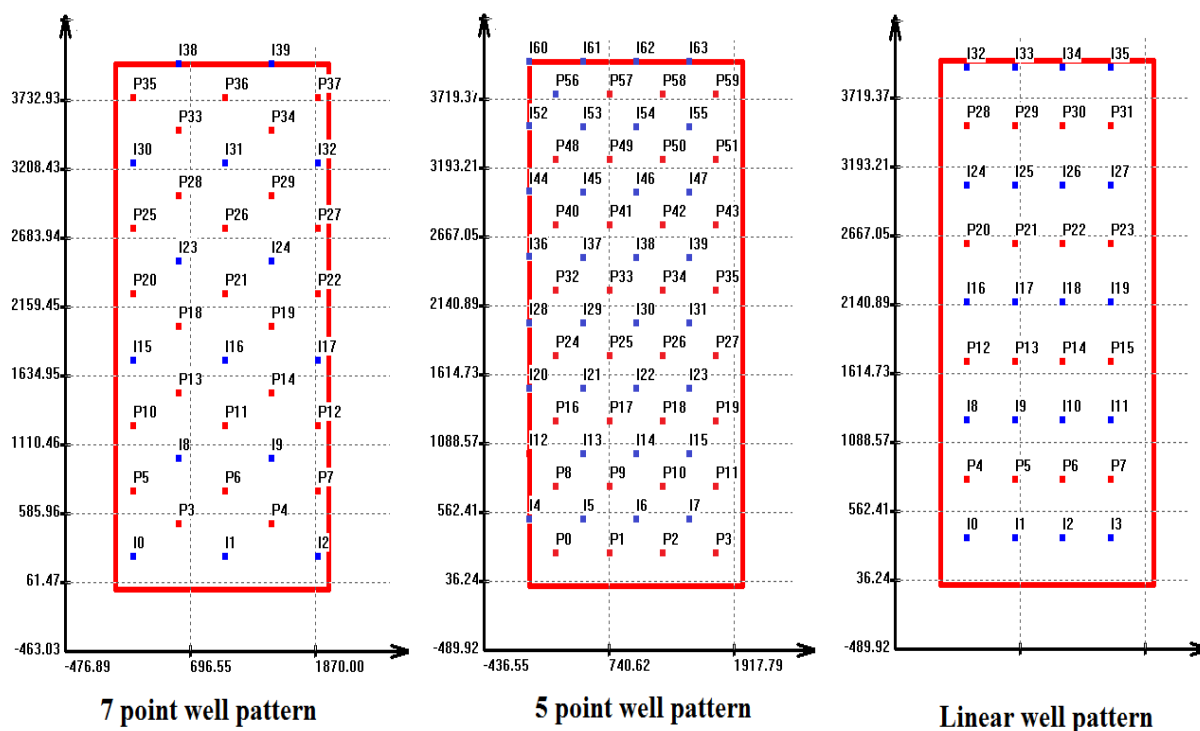 I38 I39
P35 P36 P37
3732.93
P33 P34
I30 I31 I32
3208.43
P28 P29
P25 P26 P27
2683.94
I23 I24
P20 P21 P22
2159.45
P18 P19
I15 I16 I17
1634.95
P13 P14
P10 P11 P12
1110.46
I8 I9
P5 P6 P7
585.96
P3 P4
I0 I1 I2
61.47
-463.03
-476.89 696.55 1870.00
7 point well pattern
I60 I61 I62 I63
P56 P57 P58 P59
3719.37
I52 I53 I54 I55
P48 P49 P50 P51
3193.21
I44 I45 I46 I47
P40 P41 P42 P43
2667.05
I36 I37 I38 I39
P32 P33 P34 P35
2140.89
I28 I29 I30 I31
P24 P25 P26 P27
1614.73
I20 I21 I22 I23
P16 P17 P18 P19
1088.57
I12 I13 I14 I15
P8 P9 P10 P11
562.41
I4 I5 I6 I7
P0 P1 P2 P3
36.24
-489.92
-436.55 740.62 1917.79
5 point well pattern
I32 I33 I34 I35
3719.37
P28 P29 P30 P31
3193.21
I24 I25 I26 I27
2667.05
P20 P21 P22 P23
2140.89
I16 I17 I18 I19
P12 P13 P14 P15
1614.73
I8 I9 I10 I11
1088.57
P4 P5 P6 P7
562.41
I0 I1 I2 I3
36.24
-489.92
Linear well pattern